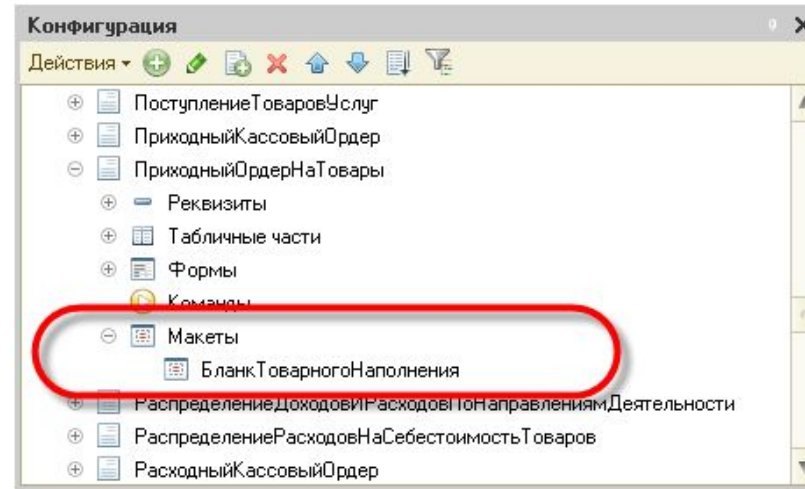 Конфигурация
Действия
ПоступлениеТоваровУслуг
ПриходныйКассовыйОрдер
ПриходныйОрдерНаТовары
Реквизиты
Табличные части
Формы
Команды
Макеты
БланкТоварногоНаполнения
РаспределениеДоходовИРасходовПоНаправлениямДеятельности
РаспределениеРасходовНаСебестоимостьТоваров
РасходныйКассовыйОрдер